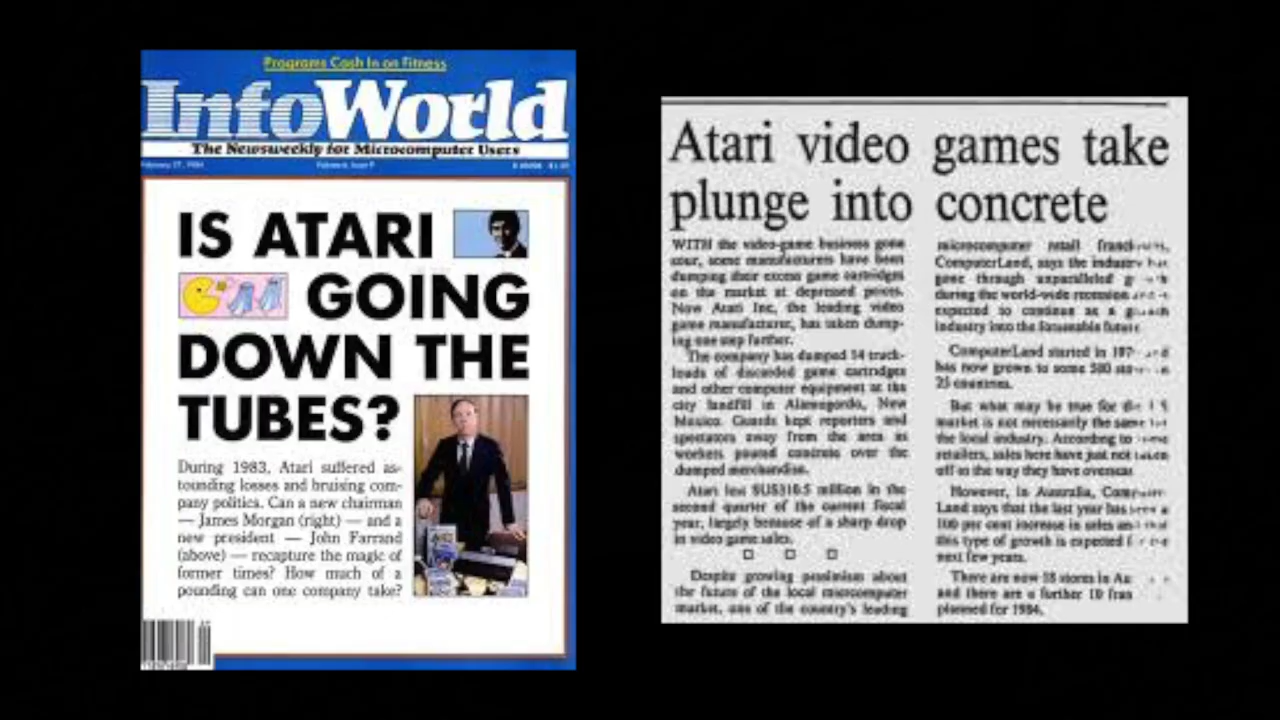 Programs Cash In on Fitness
InfoWorld
The Newsweekly for Microcomputer Users
February 27, 1984
Volume 6, Issue 9
IS ATARI
GOING
DOWN THE
TUBES?
During 1983, Atari suffered as-
tounding losses and bruising com-
pany politics. Can a new chairman
— James Morgan (right) — and a
new president — John Farrand
(above) — recapture the magic of
former times? How much of a
pounding can one company take?
Atari video games take
plunge into concrete
WITH the video-game business gone
sour, some manufacturers have been
dumping their excess game cartridges
on the market at depressed prices.
Now Atari Inc, the leading video
game manufacturer, has taken dump-
ing one step further.
The company has dumped 14 truck-
loads of discarded game cartridges
and other computer equipment at the
city landfill in Alamogordo, New
Mexico. Guards kept reporters and
spectators away from the area as
workers poured concrete over the
dumped merchandise.
Atari lost $US310.5 million in the
second quarter of the current fiscal
year, largely because of a sharp drop
in video game sales.
Despite growing pessimism about
the future of the local microcomputer
market, one of the country's leading
microcomputer retail
ComputerLand, says the industry
gone through unparalleled
during the world-wide recession
expected to continue as a growth
industry into the foreseeable future
ComputerLand started in
has now grown to some 500
25 countries.
But what may be true for the
market is not necessarily the same
the local industry. According to
retailers, sales here have just not taken
off in the way they have overseas
However, in Australia,
Land says that the last year has
100 per cent increase in sales
this type of growth is expected
next few years.
There are now 18 stores in
and there are a further 10
planned for 1984.